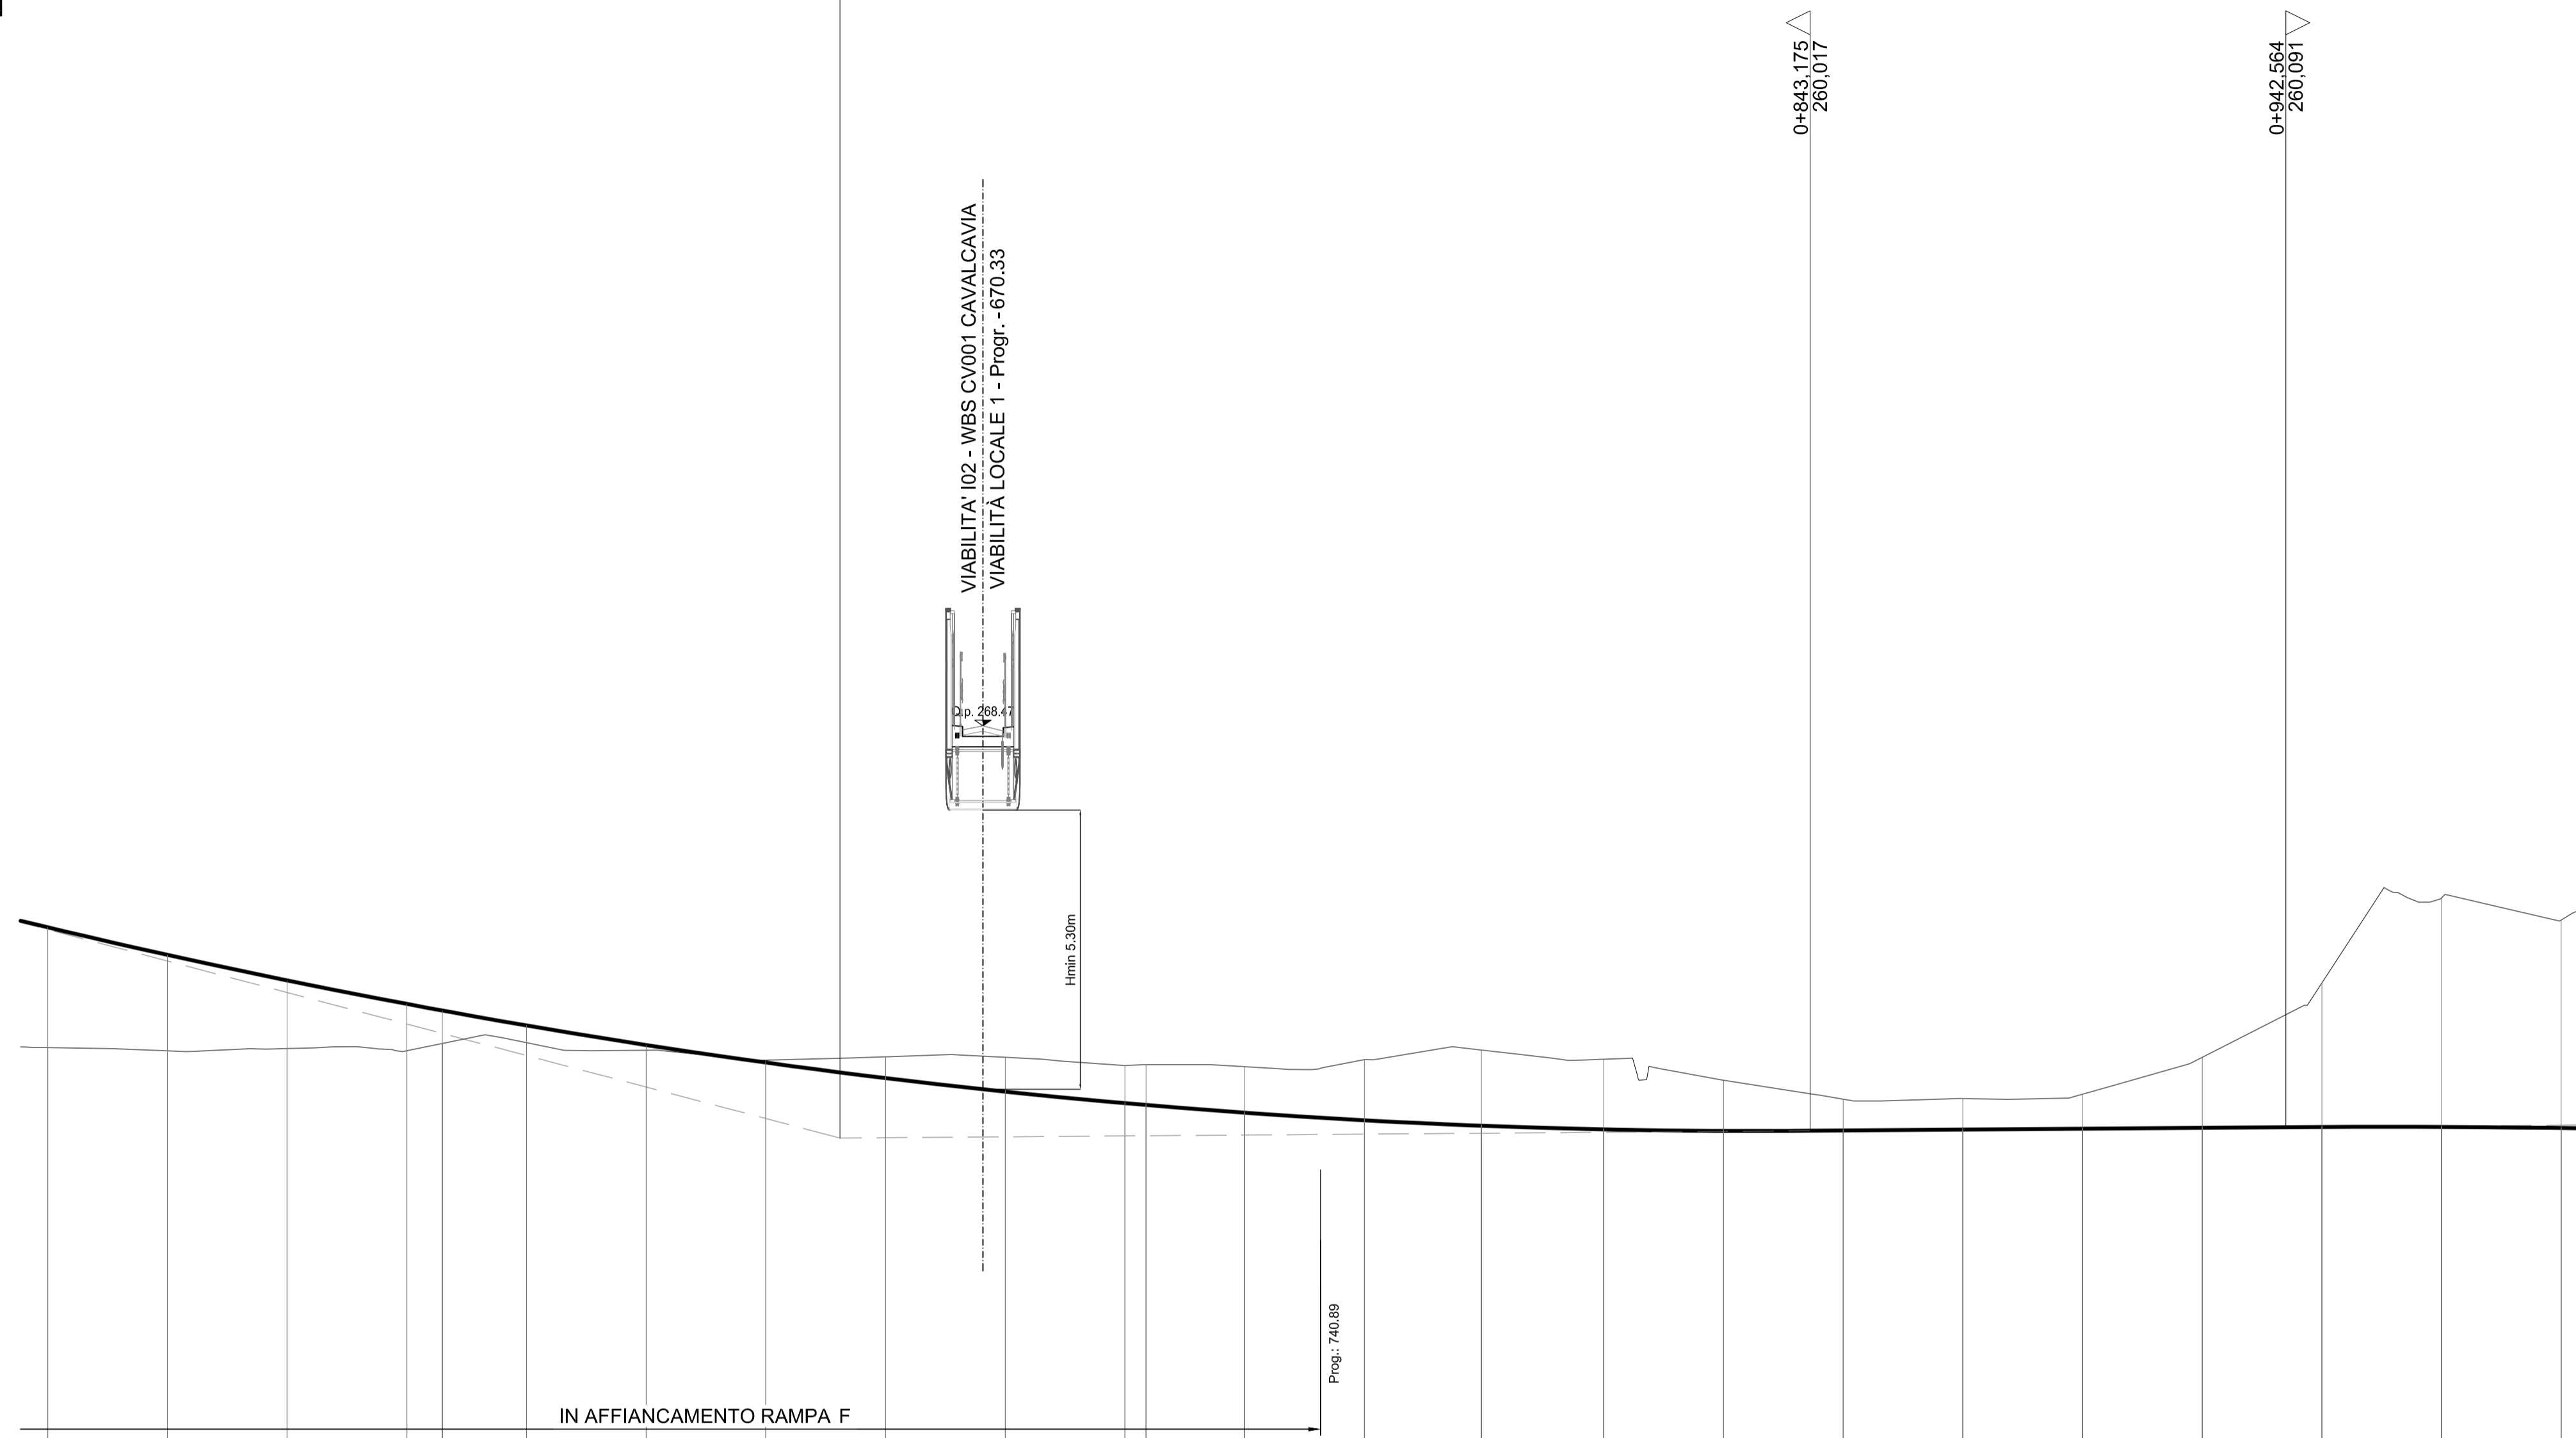 0+843,175
260,017
0+942,564
260,091
VIABILITA' I02 - WBS CV001 CAVALCAVIA
VIABILITÀ LOCALE 1 - Progr. -670.33
Q.p. 268.47
Hmin 5.30m
Prog.: 740.89
IN AFFIANCAMENTO RAMPA F